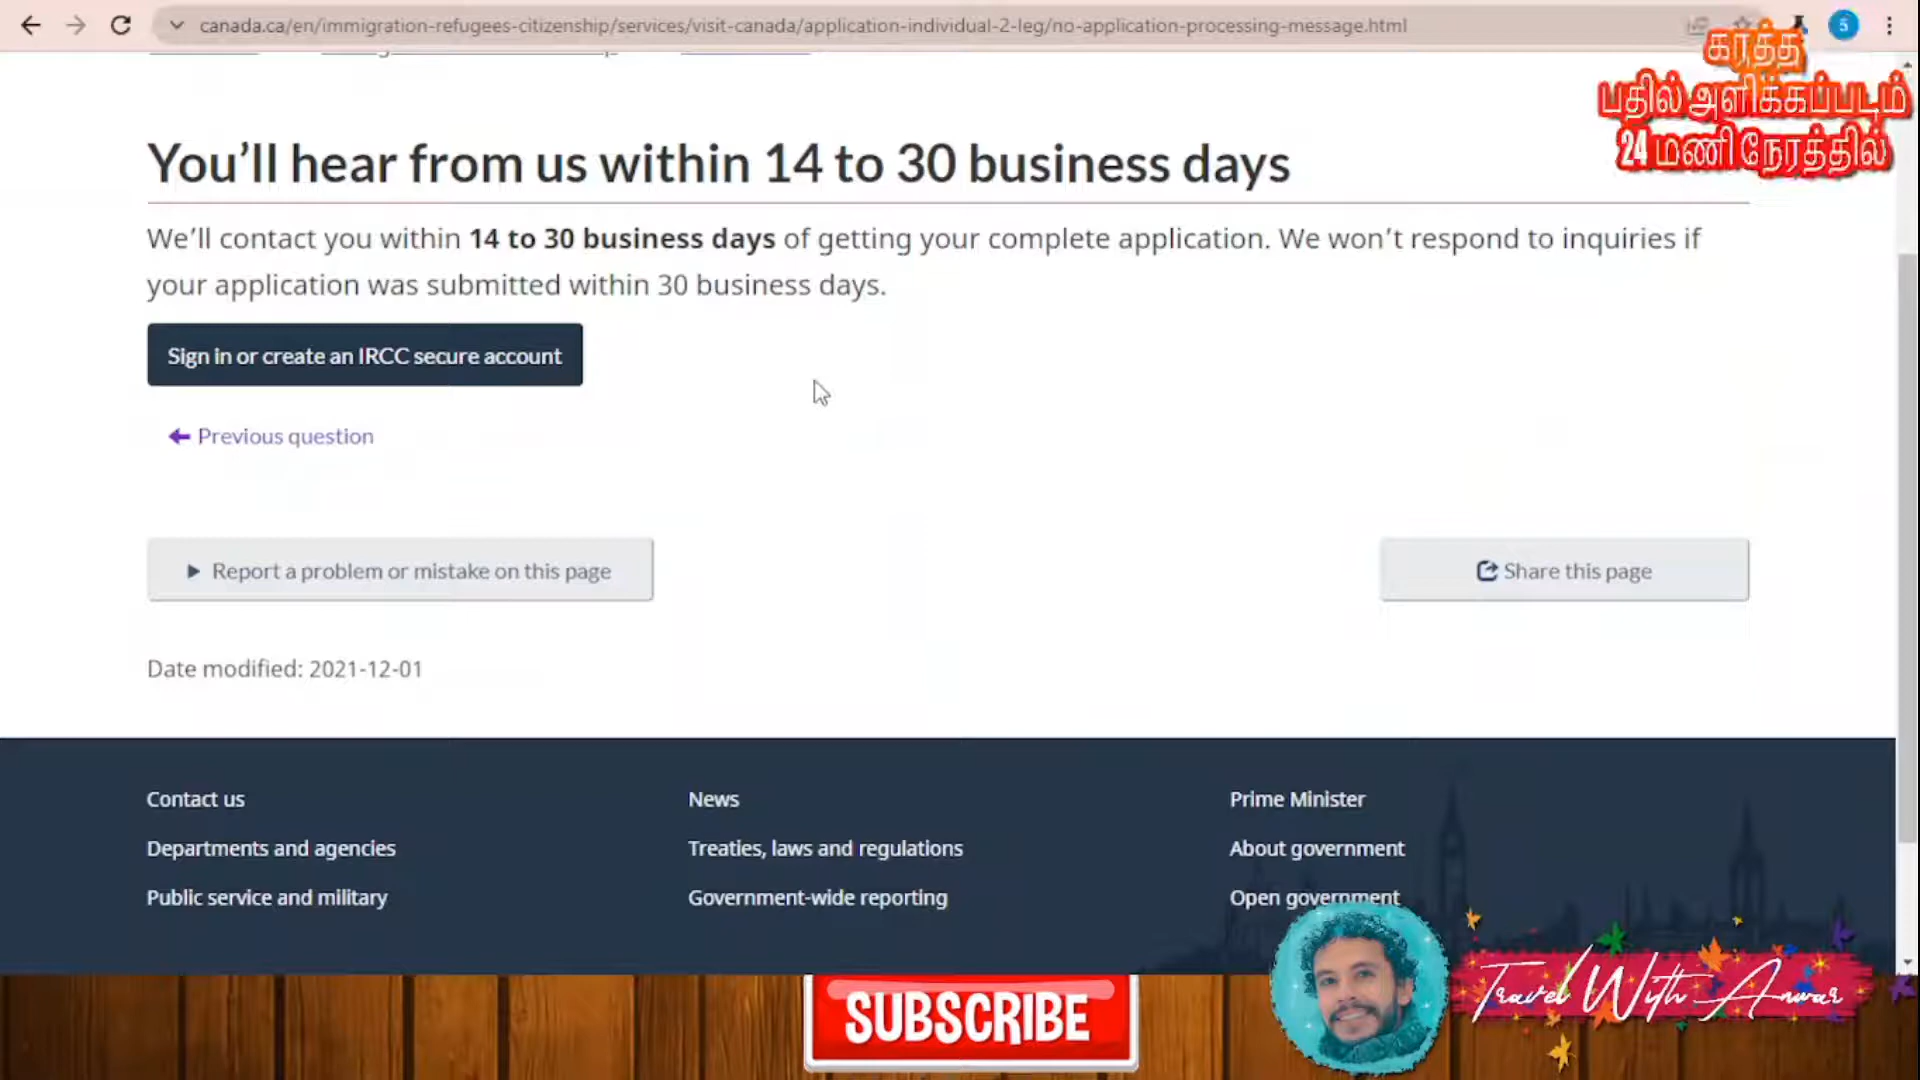 canada.ca/en/immigration-refugees-citizenship/services/visit-canada/application-individual-2-leg/no-application-processing-message.html
5
கரத்த
பதில் அளிக்கப்படும்
24 மணி நேரத்தில்
You’ll hear from us within 14 to 30 business days
We’ll contact you within 14 to 30 business days of getting your complete application. We won’t respond to inquiries if
your application was submitted within 30 business days.
Sign in or create an IRCC secure account
Previous question
Report a problem or mistake on this page
Share this page
Date modified: 2021-12-01
Contact us
News
Prime Minister
Departments and agencies
Treaties, laws and regulations
About government
Public service and military
Government-wide reporting
Open government
SUBSCRIBE
Travel With Anwar